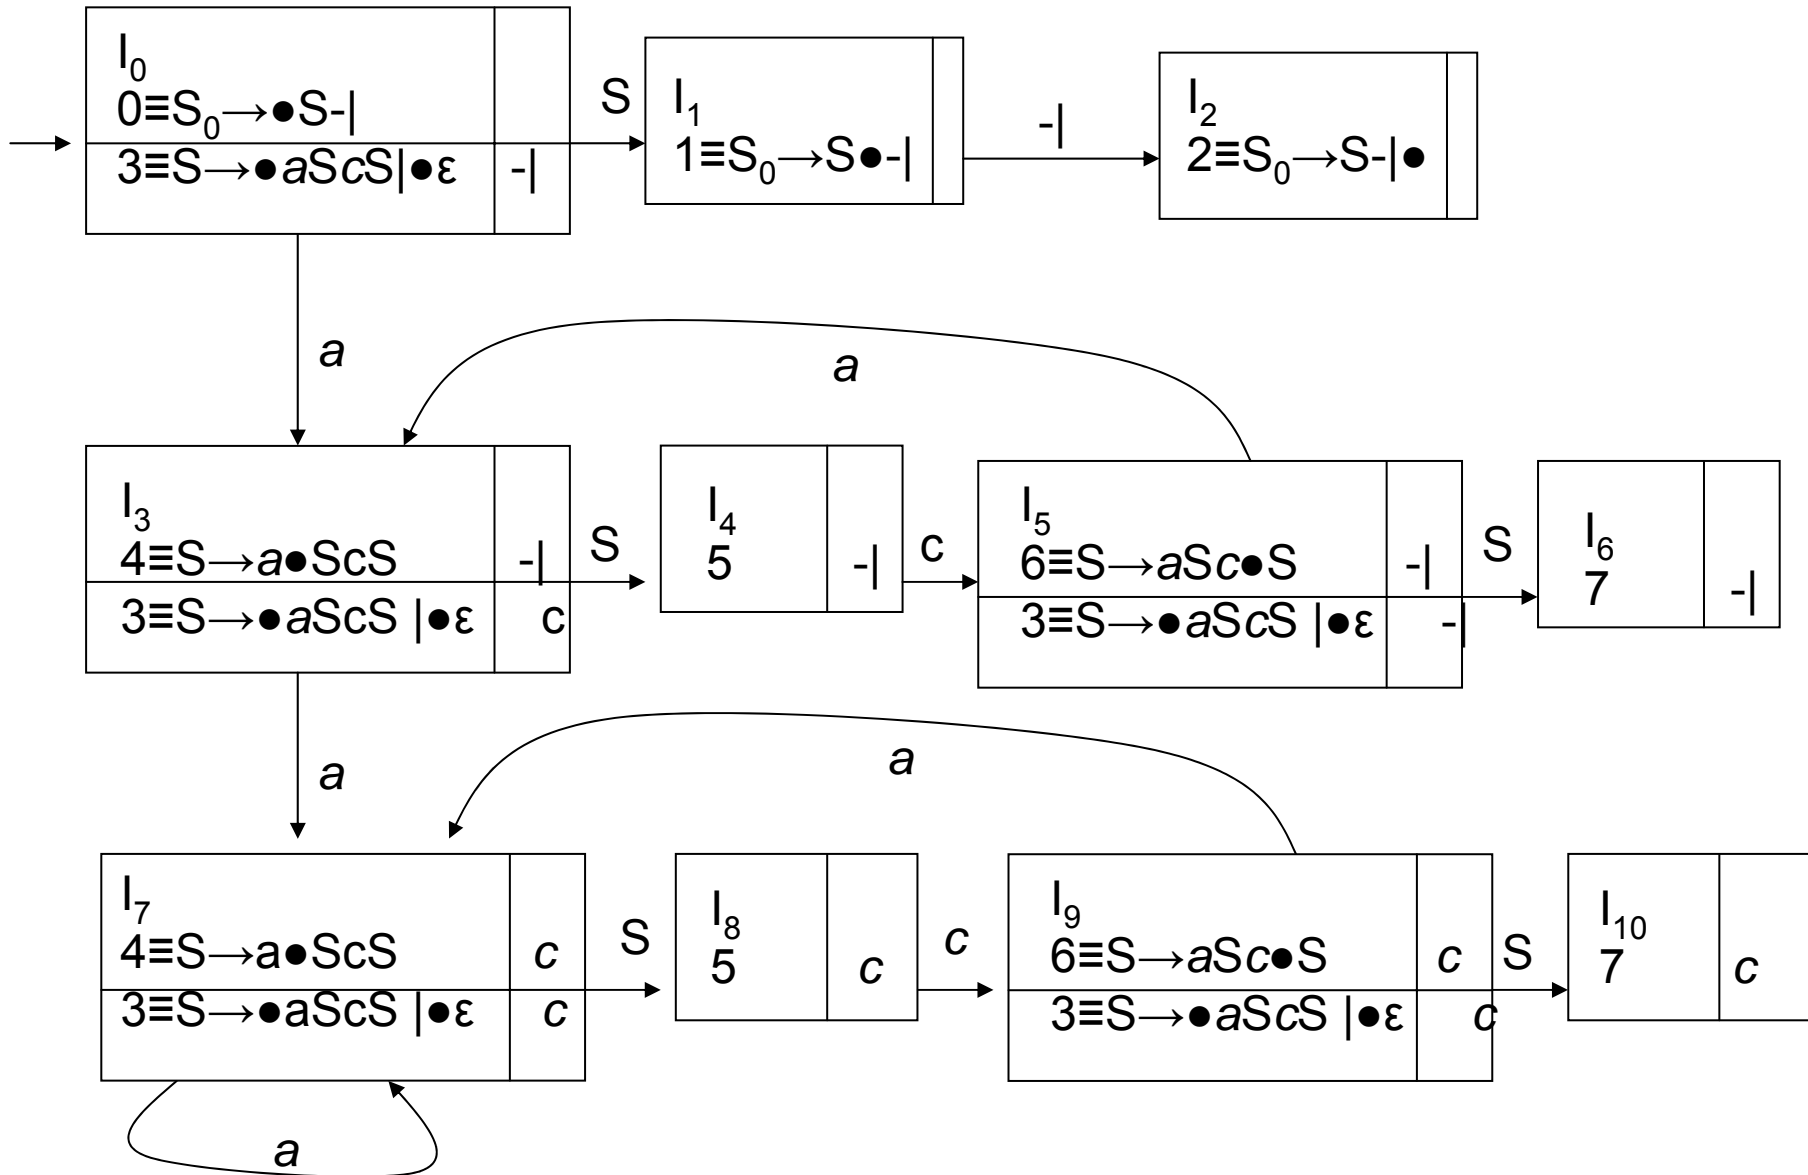 I₀
0≡S₀→●S-|
3≡S→●aScS|●ε -|
S
I₁
1≡S₀→S●-|
-|
I₂
2≡S₀→S-|●
a
a
I₃
4≡S→a●ScS -|
3≡S→●aScS |●ε c
S
I₄
5 -|
c
I₅
6≡S→aSc●S -|
3≡S→●aScS |●ε -|
S
I₆
7 -|
a
a
I₇
4≡S→a●ScS c
3≡S→●aScS |●ε c
S
I₈
5 c
c
I₉
6≡S→aSc●S c
3≡S→●aScS |●ε c
S
I₁₀
7 c
a